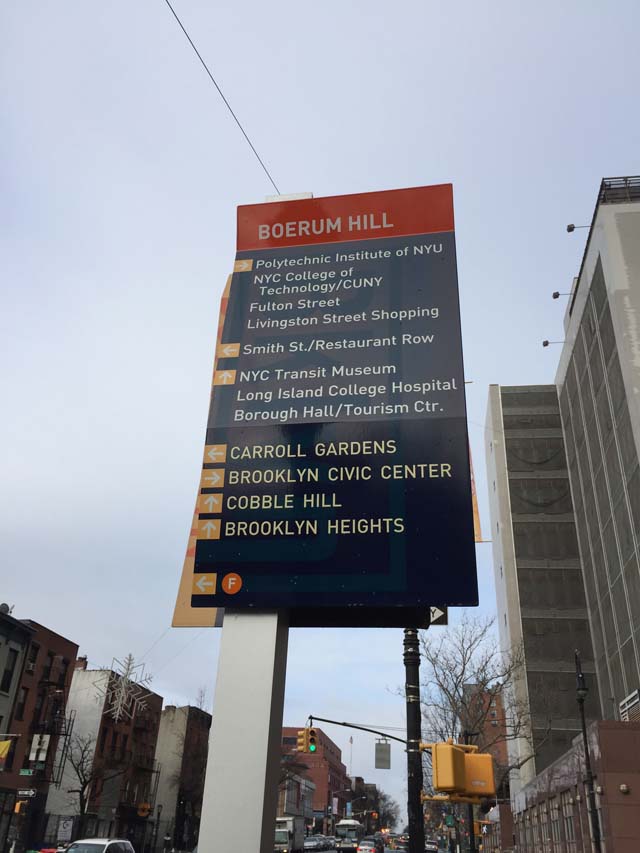 BOERUM HILL
Polytechnic Institute of NYU
NYC College of
Technology/CUNY
Fulton Street
Livingston Street Shopping
Smith St./Restaurant Row
NYC Transit Museum
Long Island College Hospital
Borough Hall/Tourism Ctr.
CARROLL GARDENS
BROOKLYN CIVIC CENTER
COBBLE HILL
BROOKLYN HEIGHTS
F